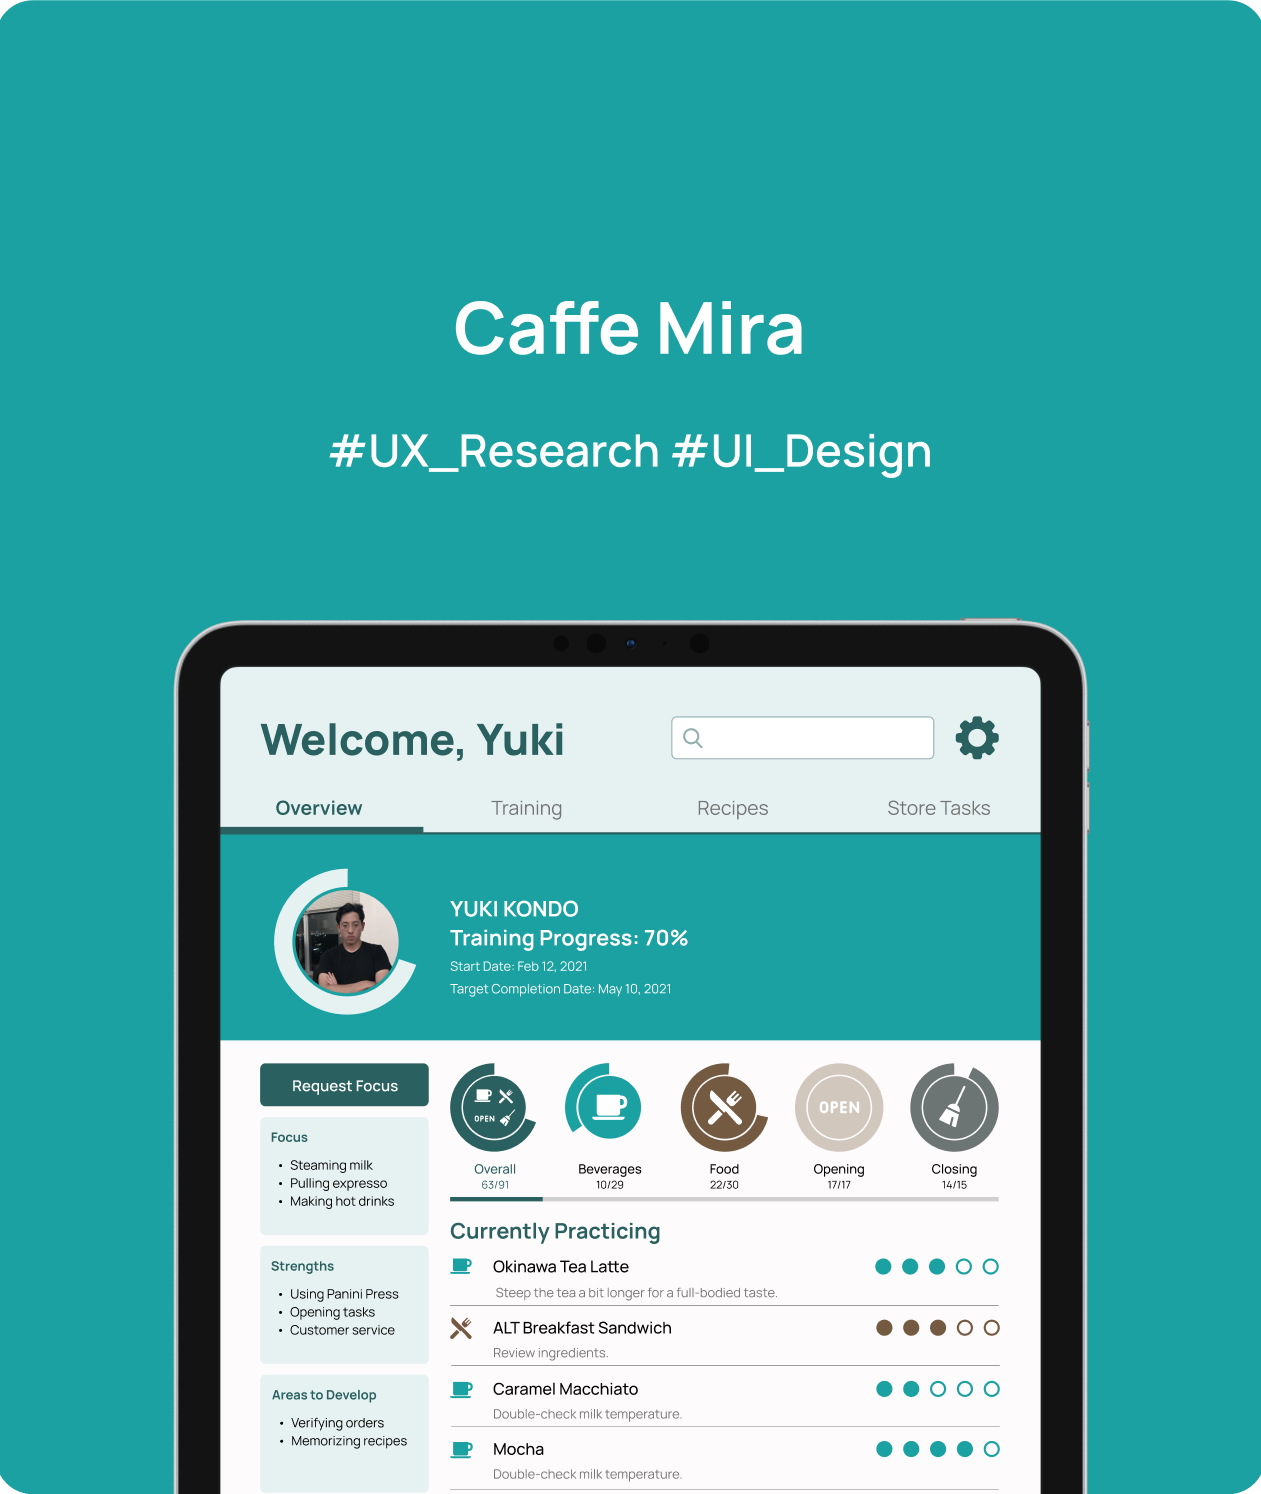 Caffe Mira
#UX_Research #UI_Design
Welcome, Yuki
Overview Training Recipes Store Tasks
YUKI KONDO
Training Progress: 70%
Start Date: Feb 12, 2021
Target Completion Date: May 10, 2021
Request Focus
Focus
• Steaming milk
• Pulling expresso
• Making hot drinks
Strengths
• Using Panini Press
• Opening tasks
• Customer service
Areas to Develop
• Verifying orders
• Memorizing recipes
OPEN
OPEN
Overall Beverages Food Opening Closing
63/91 10/29 22/30 17/17 14/15
Currently Practicing
Okinawa Tea Latte
Steep the tea a bit longer for a full-bodied taste.
ALT Breakfast Sandwich
Review ingredients.
Caramel Macchiato
Double-check milk temperature.
Mocha
Double-check milk temperature.